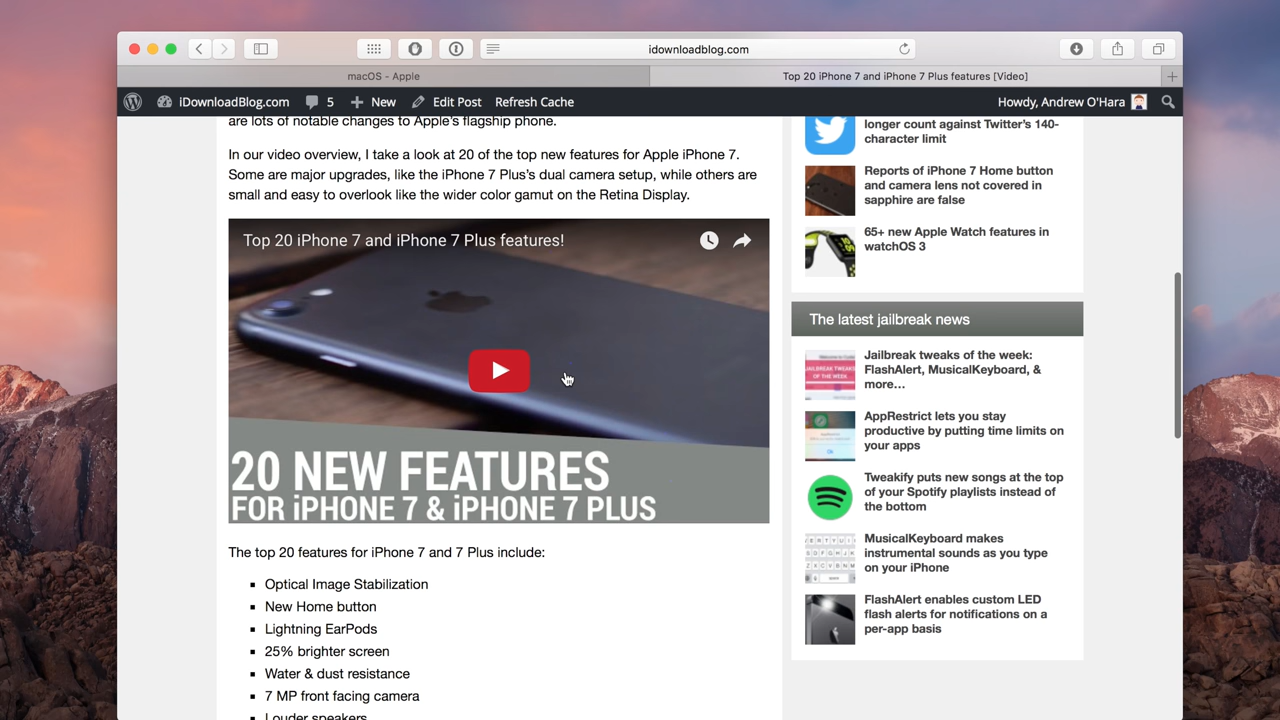 idownloadblog.com
macOS - Apple
Top 20 iPhone 7 and iPhone 7 Plus features [Video]
iDownloadBlog.com
5
New
Edit Post
Refresh Cache
Howdy, Andrew O'Hara
are lots of notable changes to Apple's flagship phone.
In our video overview, I take a look at 20 of the top new features for Apple iPhone 7.
Some are major upgrades, like the iPhone 7 Plus's dual camera setup, while others are
small and easy to overlook like the wider color gamut on the Retina Display.
Top 20 iPhone 7 and iPhone 7 Plus features!
20 NEW FEATURES
FOR iPHONE 7 & iPHONE 7 PLUS
The top 20 features for iPhone 7 and 7 Plus include:
Optical Image Stabilization
New Home button
Lightning EarPods
25% brighter screen
Water & dust resistance
7 MP front facing camera
Louder speakers
longer count against Twitter's 140-
character limit
Reports of iPhone 7 Home button
and camera lens not covered in
sapphire are false
65+ new Apple Watch features in
watchOS 3
The latest jailbreak news
Jailbreak tweaks of the week:
FlashAlert, MusicalKeyboard, &
more…
AppRestrict lets you stay
productive by putting time limits on
your apps
Tweakify puts new songs at the top
of your Spotify playlists instead of
the bottom
MusicalKeyboard makes
instrumental sounds as you type
on your iPhone
FlashAlert enables custom LED
flash alerts for notifications on a
per-app basis